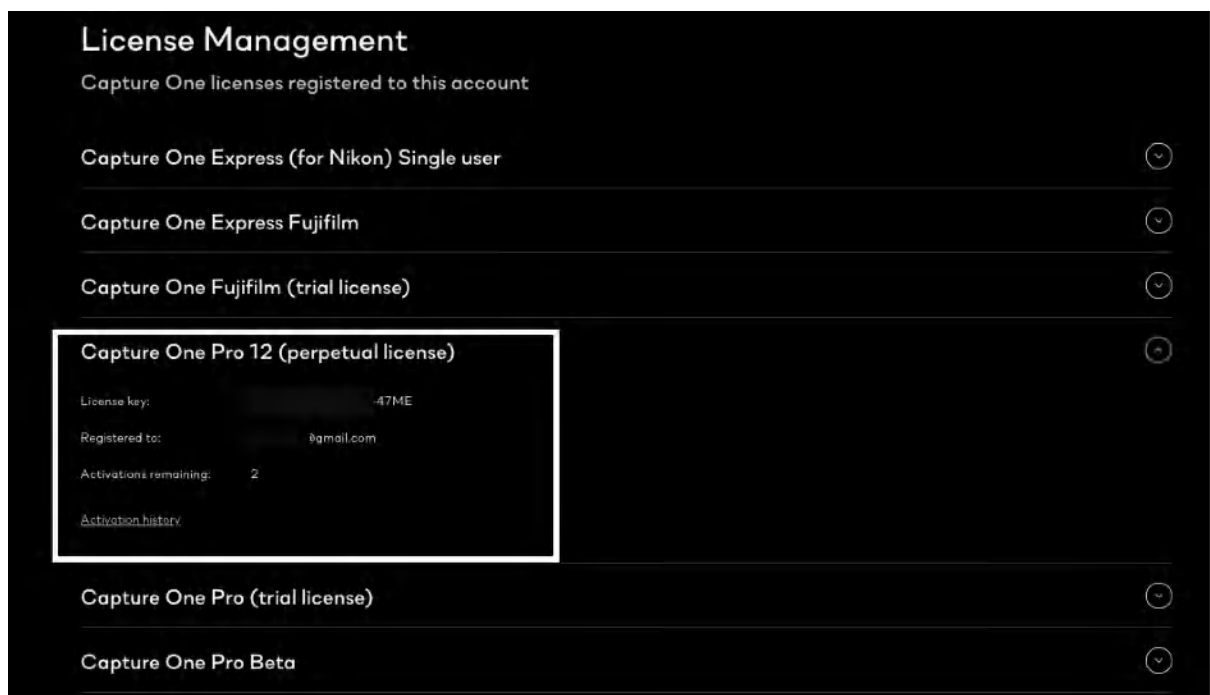 License Management
Capture One licenses registered to this account
Capture One Express (for Nikon) Single user
Capture One Express Fujifilm
Capture One Fujifilm (trial license)
Capture One Pro 12 (perpetual license)
License key: -47ME
Registered to: @gmail.com
Activations remaining: 2
Activation history
Capture One Pro (trial license)
Capture One Pro Beta